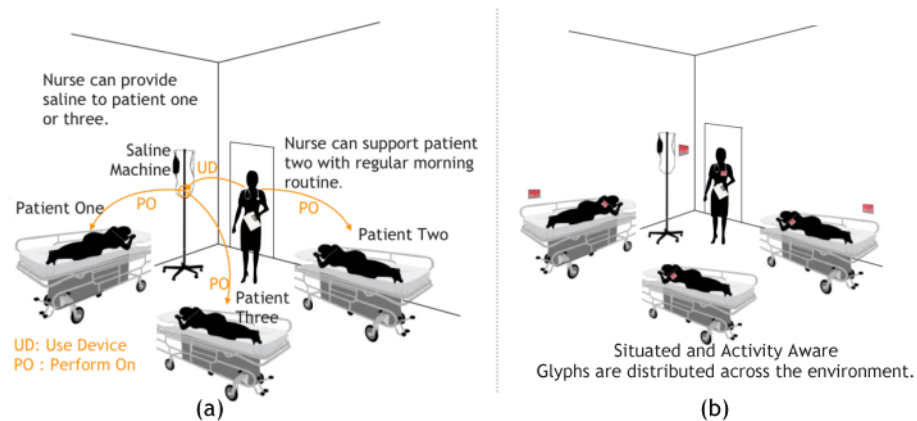 Nurse can provide
saline to patient one
or three.
Saline
Machine
UD
Nurse can support patient
two with regular morning
routine.
PO
PO
Patient One
Patient Two
PO
Patient
Three
UD: Use Device
PO : Perform On
(a)
Situated and Activity Aware
Glyphs are distributed across the environment.
(b)